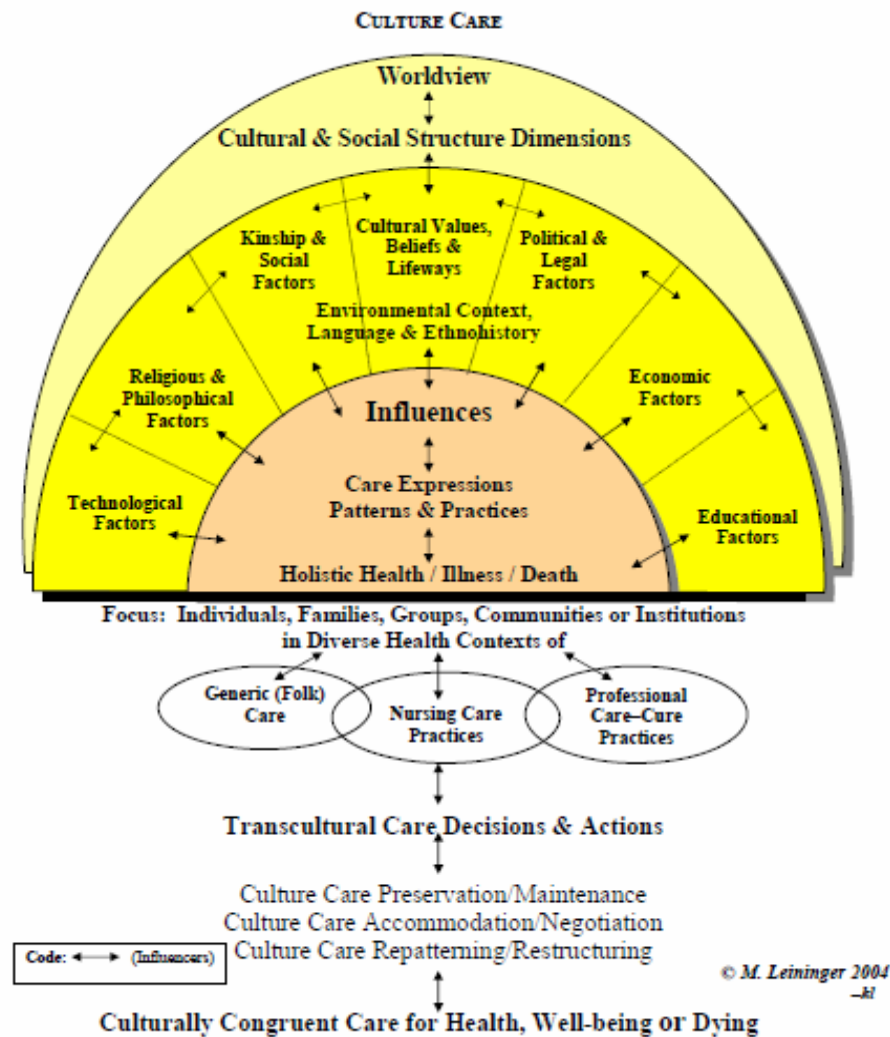 CULTURE CARE
Worldview
Cultural & Social Structure Dimensions
Kinship &
Social
Factors
Cultural Values,
Beliefs &
Lifeways
Political &
Legal
Factors
Environmental Context,
Language & Ethnohistory
Religious &
Philosophical
Factors
Economic
Factors
Technological
Factors
Educational
Factors
Influences
Care Expressions
Patterns & Practices
Holistic Health / Illness / Death
Focus: Individuals, Families, Groups, Communities or Institutions
in Diverse Health Contexts of
Generic (Folk)
Care
Nursing Care
Practices
Professional
Care–Cure
Practices
Transcultural Care Decisions & Actions
Culture Care Preservation/Maintenance
Culture Care Accommodation/Negotiation
Culture Care Repatterning/Restructuring
Code: (Influencers)
© M. Leininger 2004
–kl
Culturally Congruent Care for Health, Well-being or Dying